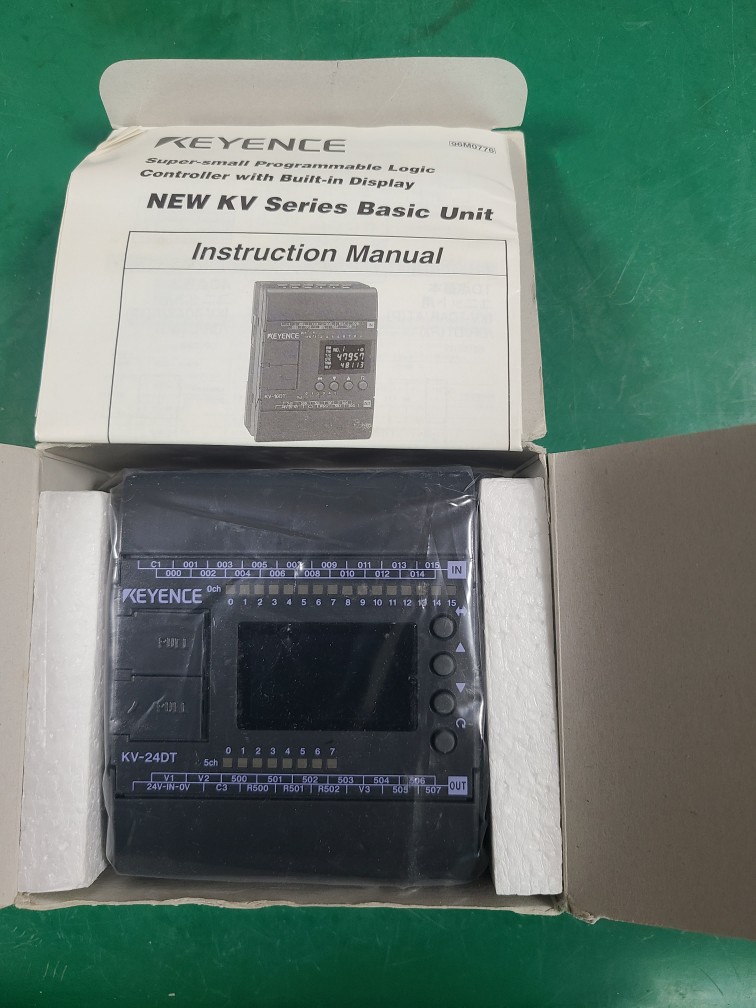 KEYENCE
[96M0776]
Super-small Programmable Logic
Controller with Built-in Display
NEW KV Series Basic Unit
Instruction Manual
KEYENCE
47957
48113
KV-16DT
C1 001 003 005 007 009 011 013 015
IN
000 002 004 006 008 010 012 014
KEYENCE
0ch
0 1 2 3 4 5 6 7 8 9 10 11 12 13 14 15
PULL
PULL
KV-24DT
5ch
0 1 2 3 4 5 6 7
V1 V2 500 501 502 503 504 506
OUT
24V-IN-0V C3 R500 R501 R502 V3 505 507